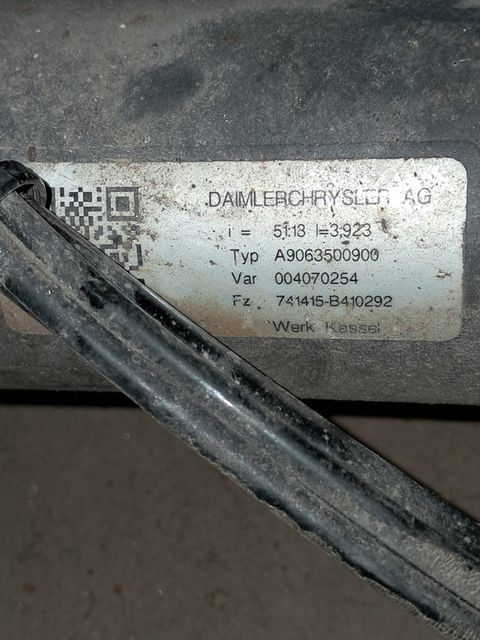 DAIMLERCHRYSLER AG
i = 51:13 I=3,923
Typ A9063500900
Var 004070254
Fz 741415-B410292
Werk Kassel